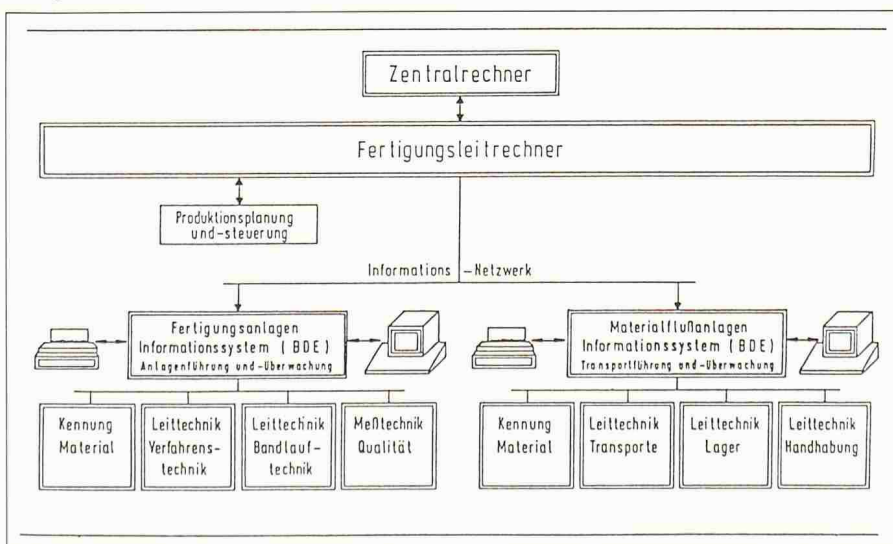 Zentralrechner
Fertigungsleitrechner
Produktionsplanung
und-steuerung
Informations-Netzwerk
Fertigungsanlagen
Informationssystem (BDE)
Anlagenführung und-Überwachung
Materialflußanlagen
Informationssystem (BDE)
Transportführung und-Überwachung
Kennung
Material
Leittechnik
Verfahrens-
technik
Leittechnik
Bandlauf-
technik
Meßtechnik
Qualität
Kennung
Material
Leittechnik
Transporte
Leittechnik
Lager
Leittechnik
Handhabung